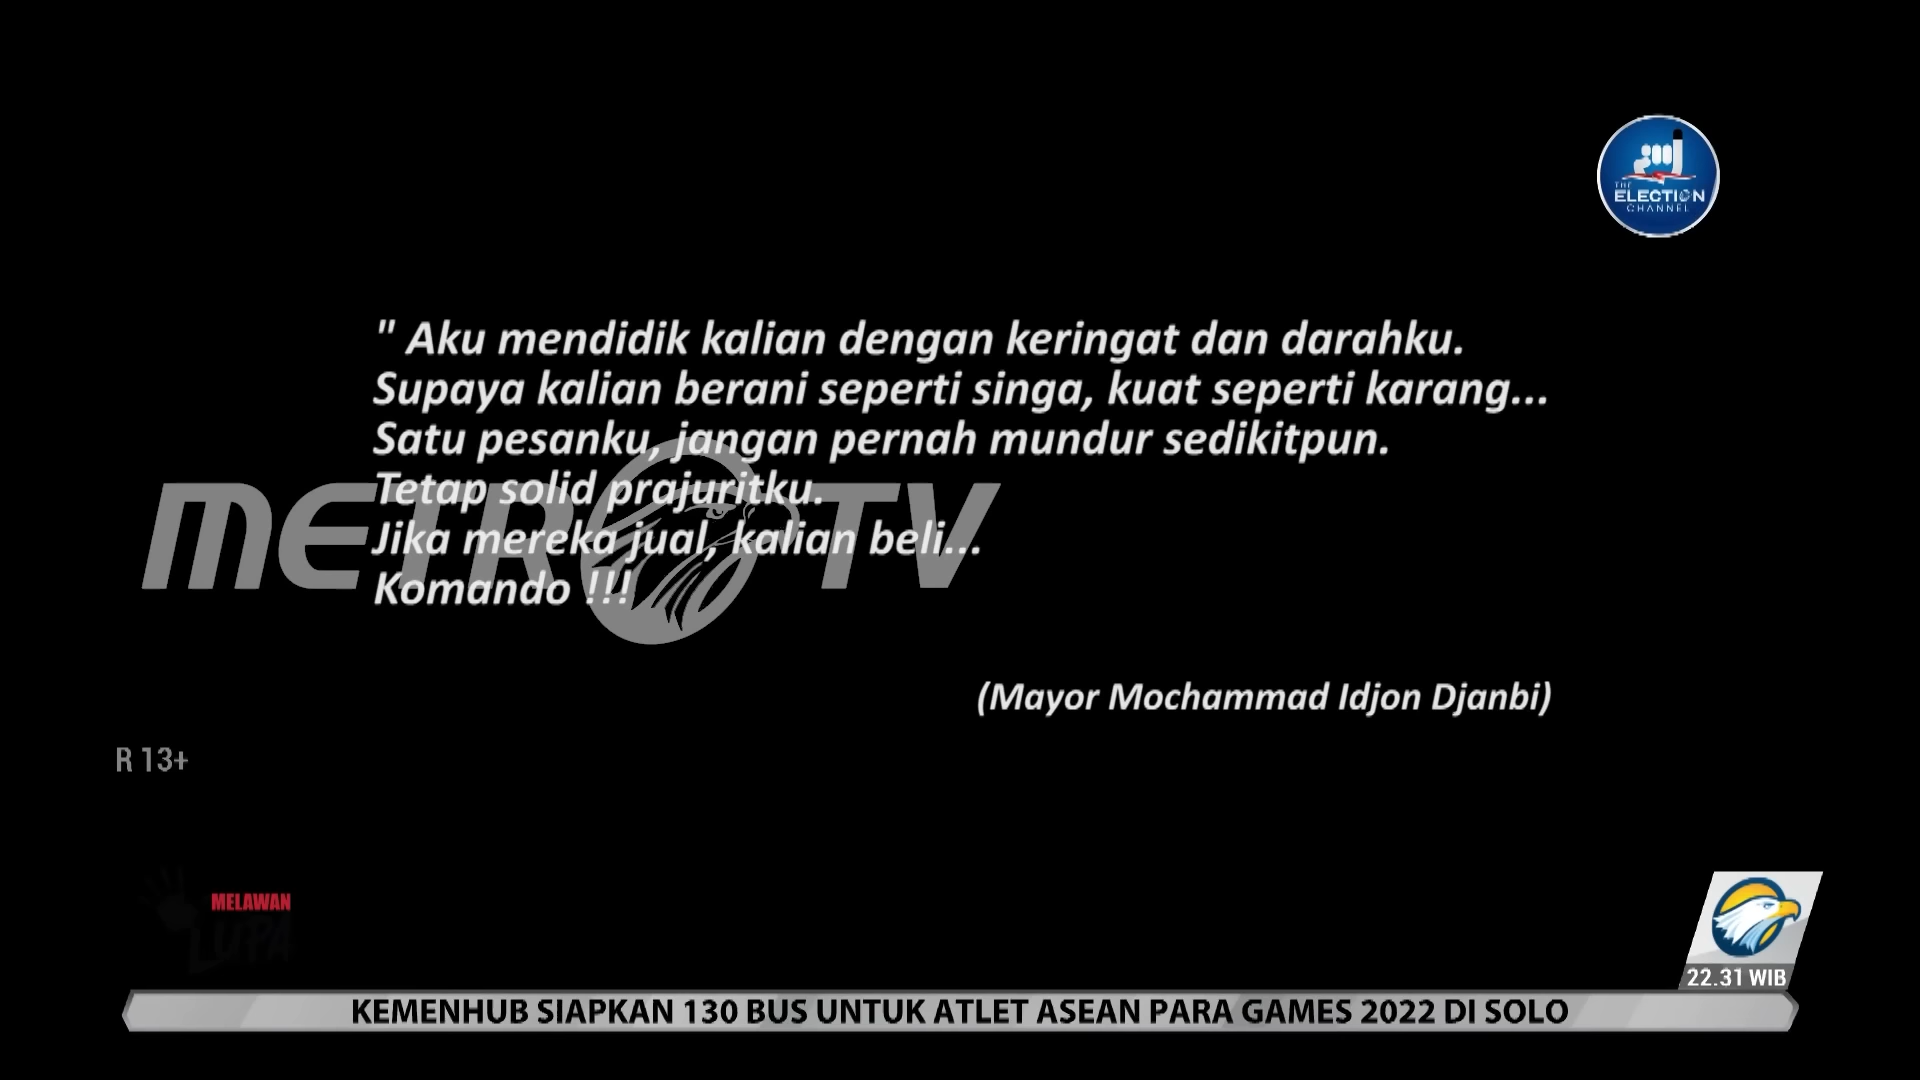 THE
ELECTION
CHANNEL
" Aku mendidik kalian dengan keringat dan darahku.
Supaya kalian berani seperti singa, kuat seperti karang...
Satu pesanku, jangan pernah mundur sedikitpun.
Tetap solid prajuritku.
Jika mereka jual, kalian beli...
Komando !!!
METRO TV
(Mayor Mochammad Idjon Djanbi)
R 13+
MELAWAN
LUPA
22.31 WIB
KEMENHUB SIAPKAN 130 BUS UNTUK ATLET ASEAN PARA GAMES 2022 DI SOLO